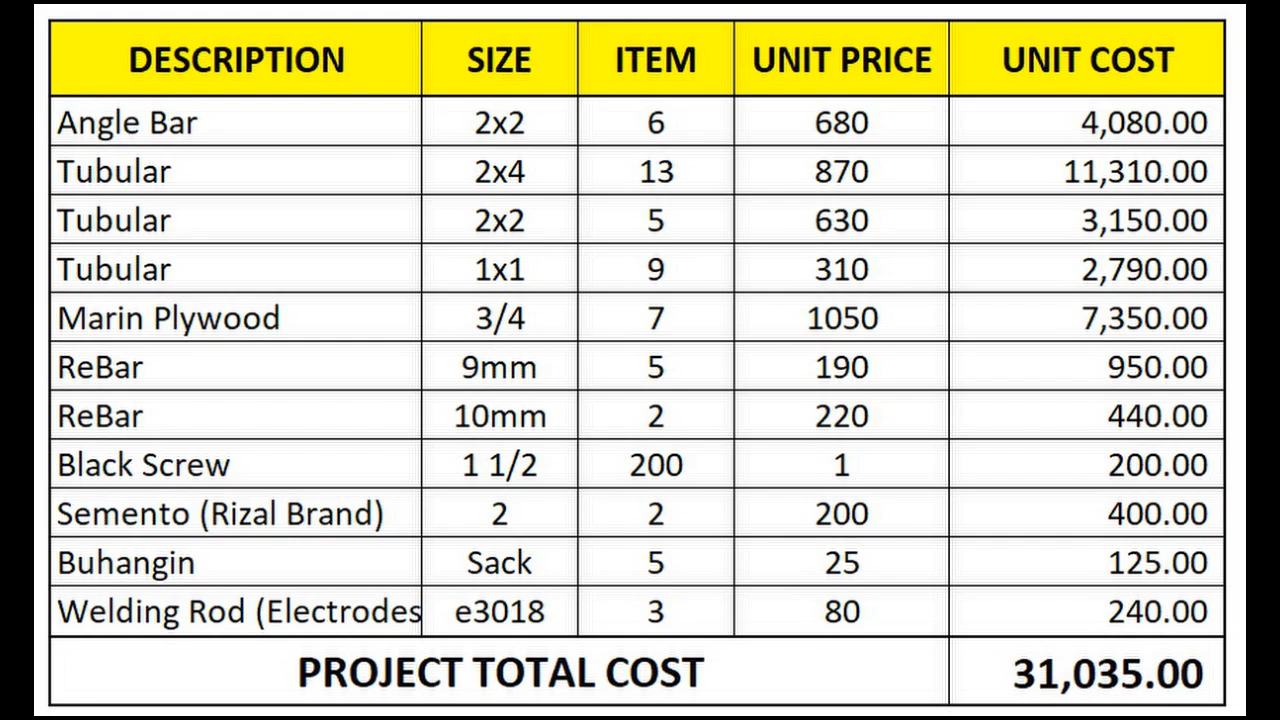 DESCRIPTION SIZE ITEM UNIT PRICE UNIT COST
Angle Bar 2x2 6 680 4,080.00
Tubular 2x4 13 870 11,310.00
Tubular 2x2 5 630 3,150.00
Tubular 1x1 9 310 2,790.00
Marin Plywood 3/4 7 1050 7,350.00
ReBar 9mm 5 190 950.00
ReBar 10mm 2 220 440.00
Black Screw 1 1/2 200 1 200.00
Semento (Rizal Brand) 2 2 200 400.00
Buhangin Sack 5 25 125.00
Welding Rod (Electrodes e3018 3 80 240.00
PROJECT TOTAL COST 31,035.00